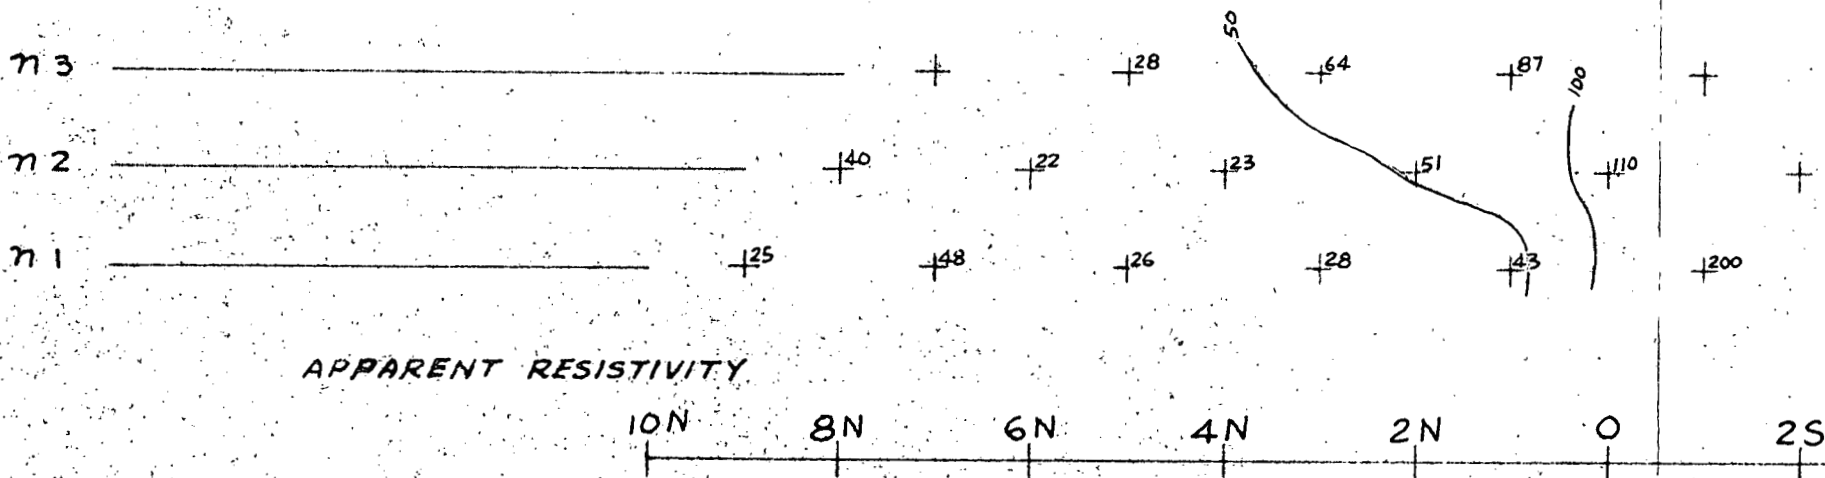 50
n 3 28 64 87
100
n 2 40 22 23 51 110
n 1 25 48 26 28 43 200
APPARENT RESISTIVITY
10N 8N 6N 4N 2N 0 2S